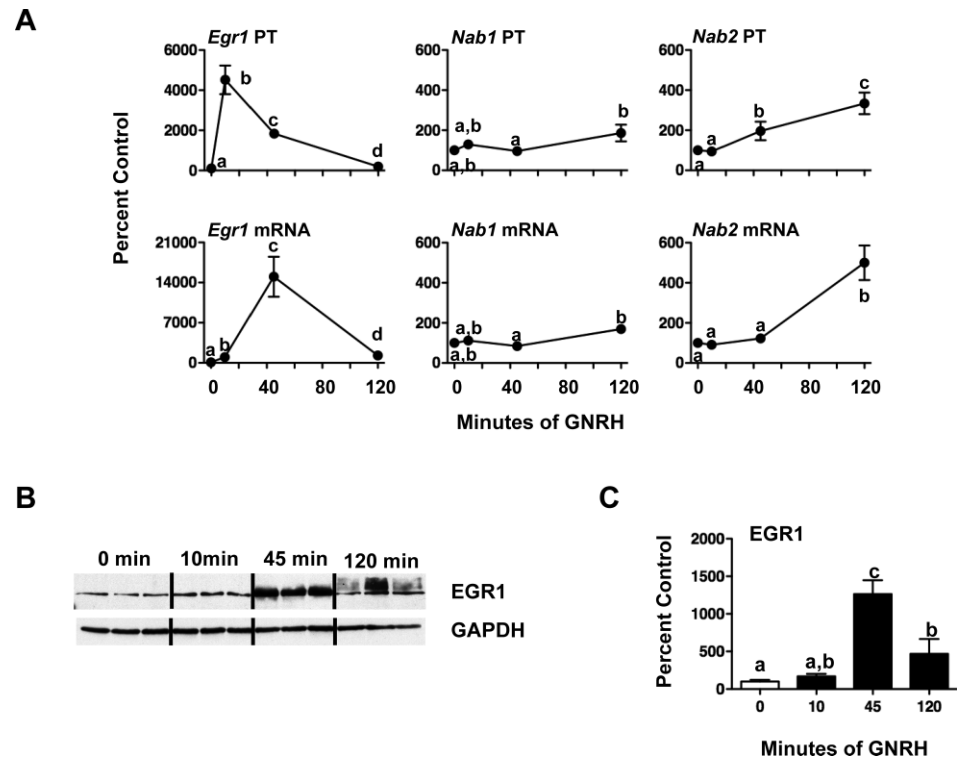 A
Egr1 PT
Nab1 PT
Nab2 PT
Percent Control
6000
4000
2000
0
a
b
c
d
600
400
200
0
a,b
a,b
a
b
600
400
200
0
a
a
b
c
Egr1 mRNA
Nab1 mRNA
Nab2 mRNA
21000
14000
7000
0
a
b
c
d
600
400
200
0
a,b
a,b
a
b
600
400
200
0
a
a
a
b
0 40 80 120
0 40 80 120
0 40 80 120
Minutes of GNRH
B
0 min 10min 45 min 120 min
EGR1
GAPDH
C
EGR1
Percent Control
2000
1500
1000
500
0
a
a,b
c
b
0 10 45 120
Minutes of GNRH